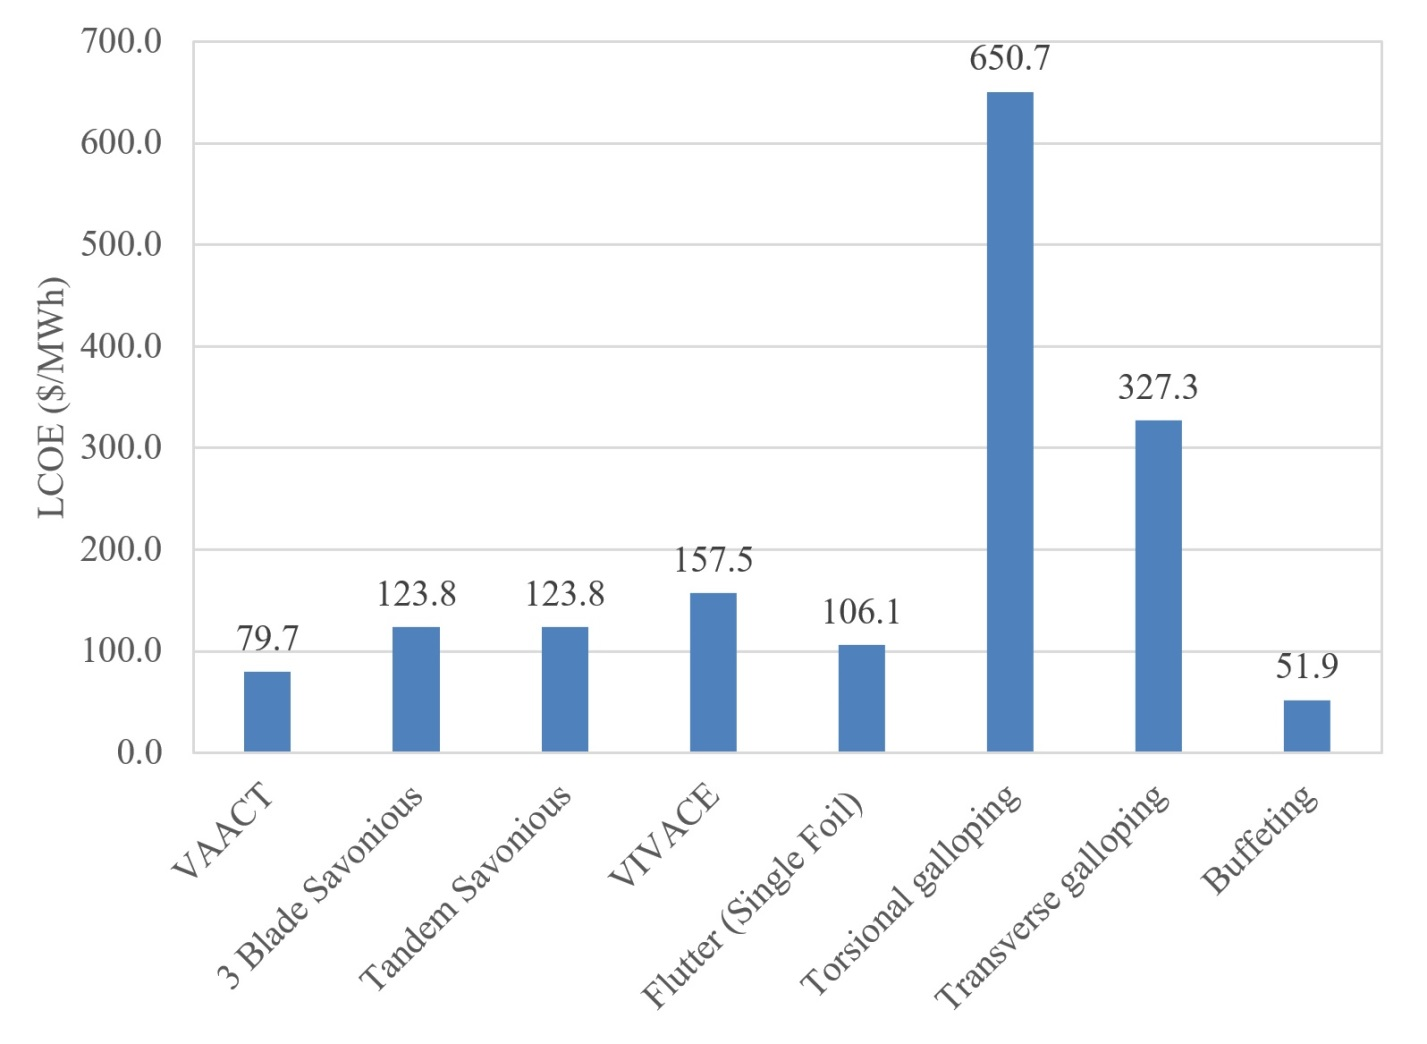 700.0
600.0
500.0
400.0
300.0
200.0
100.0
0.0
LCOE ($/MWh)
79.7
123.8
123.8
157.5
106.1
650.7
327.3
51.9
VAACT
3 Blade Savonious
Tandem Savonious
VIVACE
Flutter (Single Foil)
Torsional galloping
Transverse galloping
Buffeting